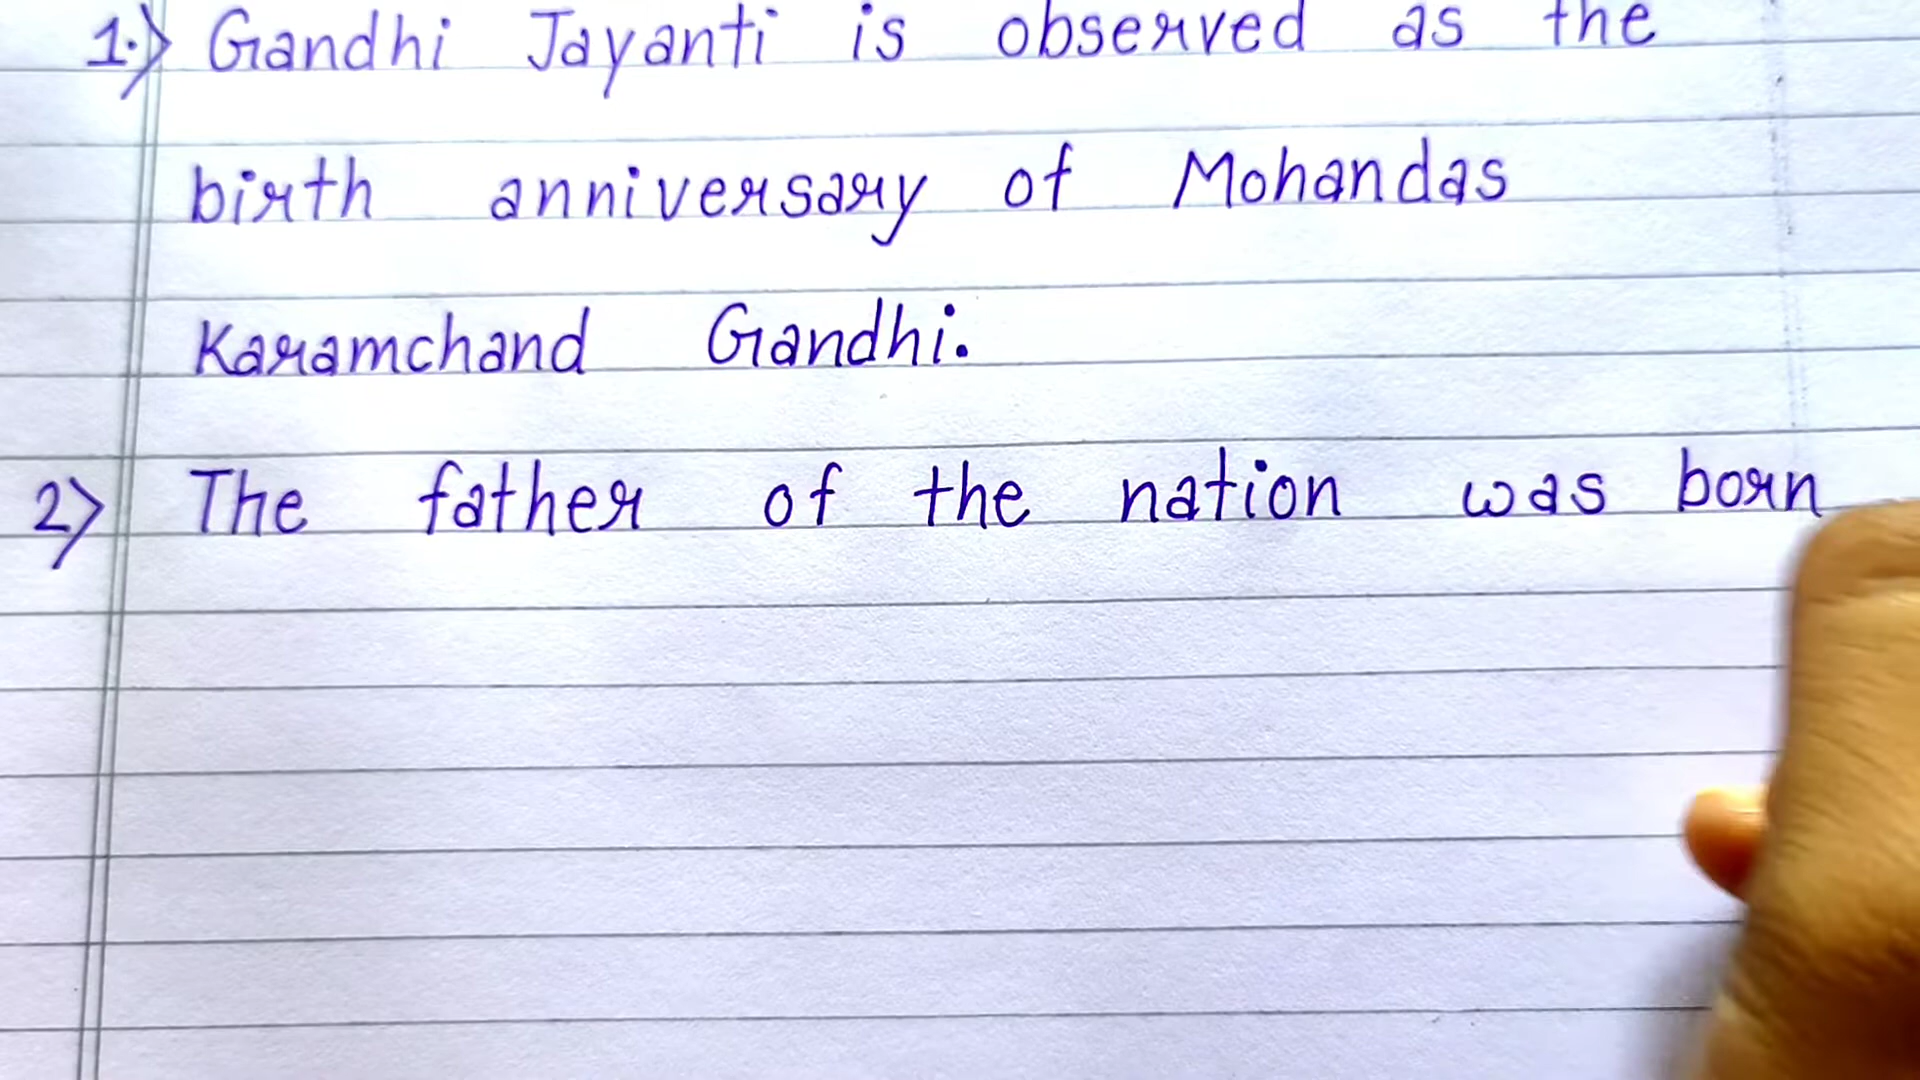 1.) Gandhi Jayanti is observed as the
birth anniversary of Mohandas
Karamchand Gandhi.
2) The father of the nation was born